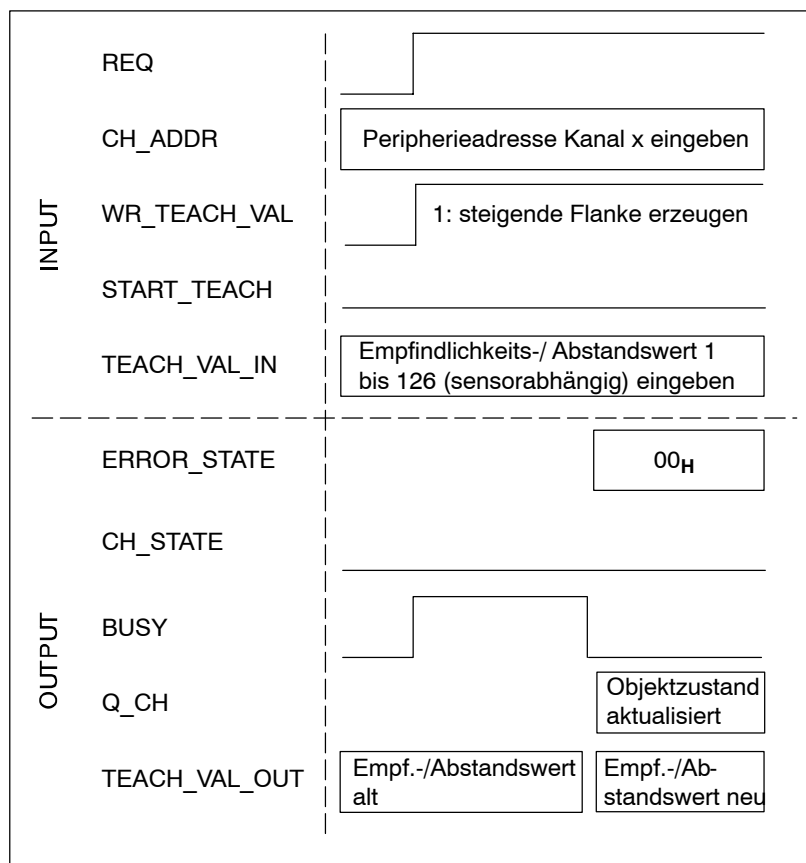 INPUT
REQ
CH_ADDR
Peripherieadresse Kanal x eingeben
WR_TEACH_VAL
1: steigende Flanke erzeugen
START_TEACH
TEACH_VAL_IN
Empfindlichkeits-/ Abstandswert 1
bis 126 (sensorabhängig) eingeben
OUTPUT
ERROR_STATE
00H
CH_STATE
BUSY
Q_CH
Objektzustand
aktualisiert
TEACH_VAL_OUT
Empf.-/Abstandswert
alt
Empf.-/Ab-
standswert neu